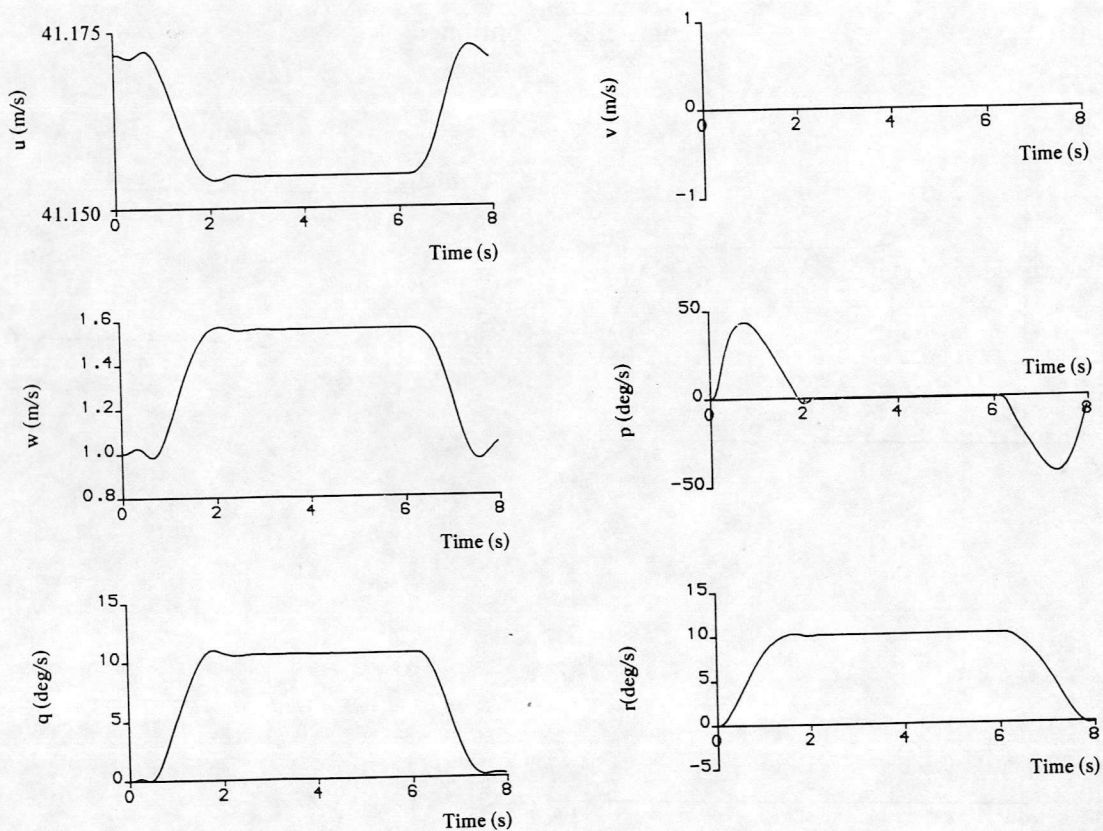 41.175
u (m/s)
41.150
0 2 4 6 8
Time (s)
1
v (m/s)
0
-1
0 2 4 6 8
Time (s)
1.6
1.4
w (m/s)
1.2
1.0
0.8
0 2 4 6 8
Time (s)
50
p (deg/s)
0
-50
0 2 4 6 8
Time (s)
15
10
q (deg/s)
5
0
0 2 4 6 8
Time (s)
15
10
r(deg/s)
5
0
-5
0 2 4 6 8
Time (s)